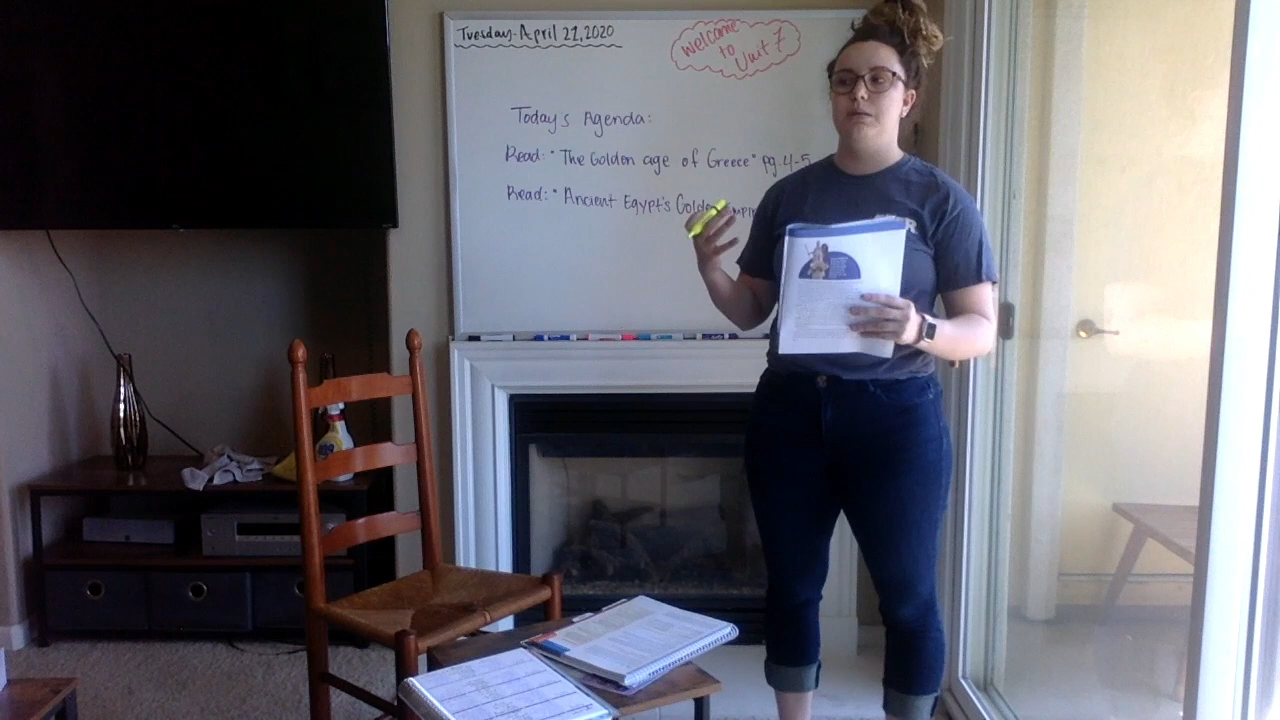 Tuesday - April 21, 2020
Welcome
to
Unit 7
Today's Agenda:
Read: "The Golden age of Greece" pg. 4-5
Read: "Ancient Egypt's Golden